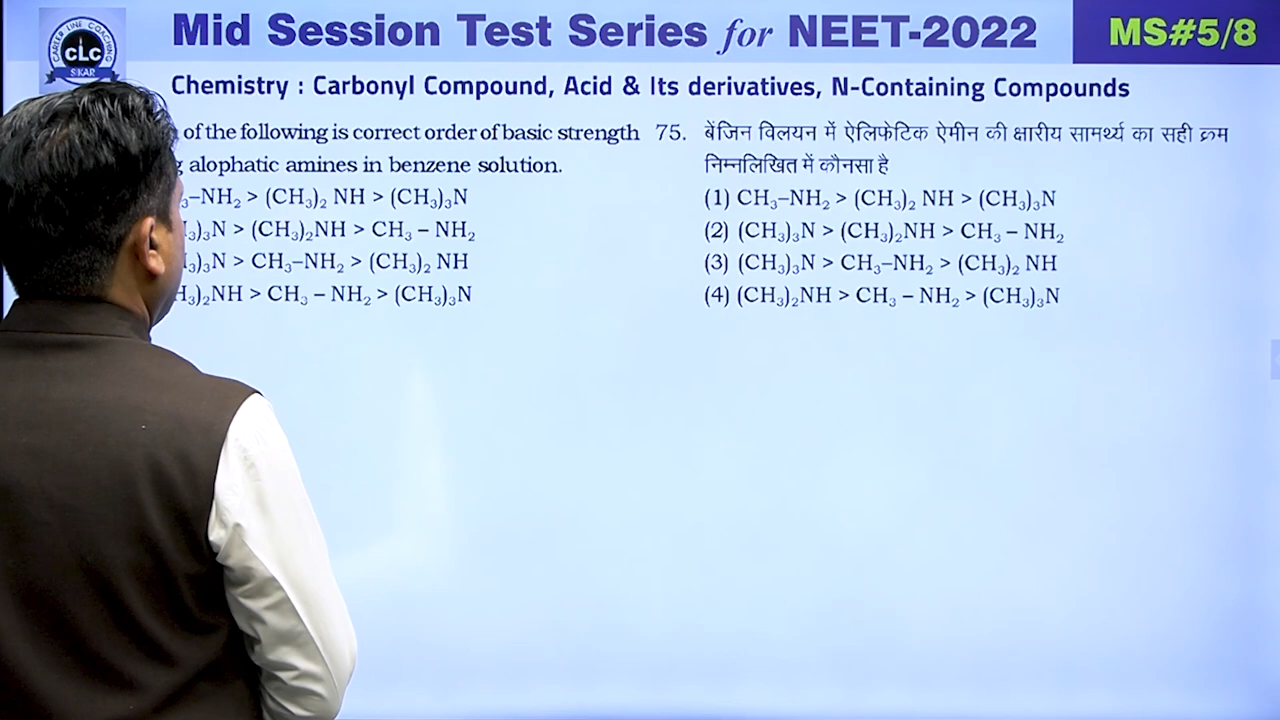 Mid Session Test Series for NEET-2022
MS#5/8
CAREER LINE COACHING
CLC
SIKAR
Chemistry : Carbonyl Compound, Acid & Its derivatives, N-Containing Compounds
of the following is correct order of basic strength
alophatic amines in benzene solution.
₃–NH₂ > (CH₃)₂ NH > (CH₃)₃N
)₃N > (CH₃)₂NH > CH₃ – NH₂
)₃N > CH₃–NH₂ > (CH₃)₂ NH
H₃)₂NH > CH₃ – NH₂ > (CH₃)₃N
75. बेंजिन विलयन में ऐलिफेटिक ऐमीन की क्षारीय सामर्थ्य का सही क्रम
निम्नलिखित में कौनसा है
(1) CH₃–NH₂ > (CH₃)₂ NH > (CH₃)₃N
(2) (CH₃)₃N > (CH₃)₂NH > CH₃ – NH₂
(3) (CH₃)₃N > CH₃–NH₂ > (CH₃)₂ NH
(4) (CH₃)₂NH > CH₃ – NH₂ > (CH₃)₃N